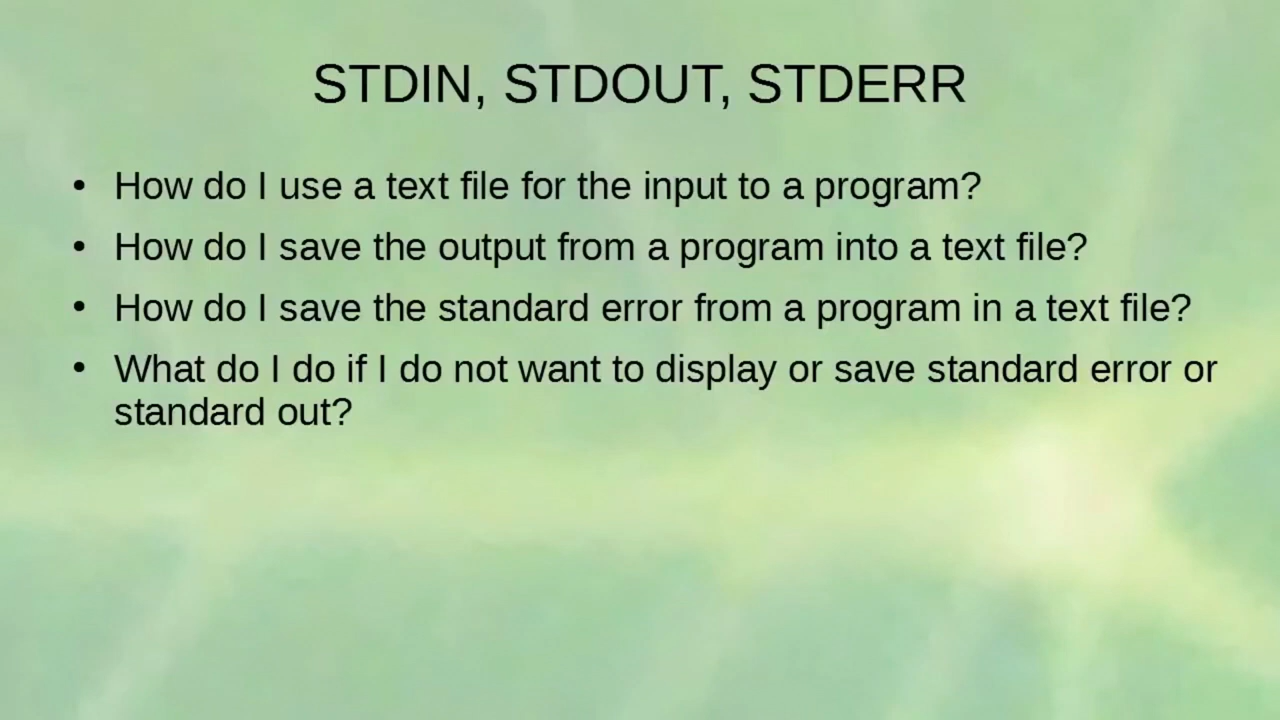 STDIN, STDOUT, STDERR
• How do I use a text file for the input to a program?
• How do I save the output from a program into a text file?
• How do I save the standard error from a program in a text file?
• What do I do if I do not want to display or save standard error or
standard out?